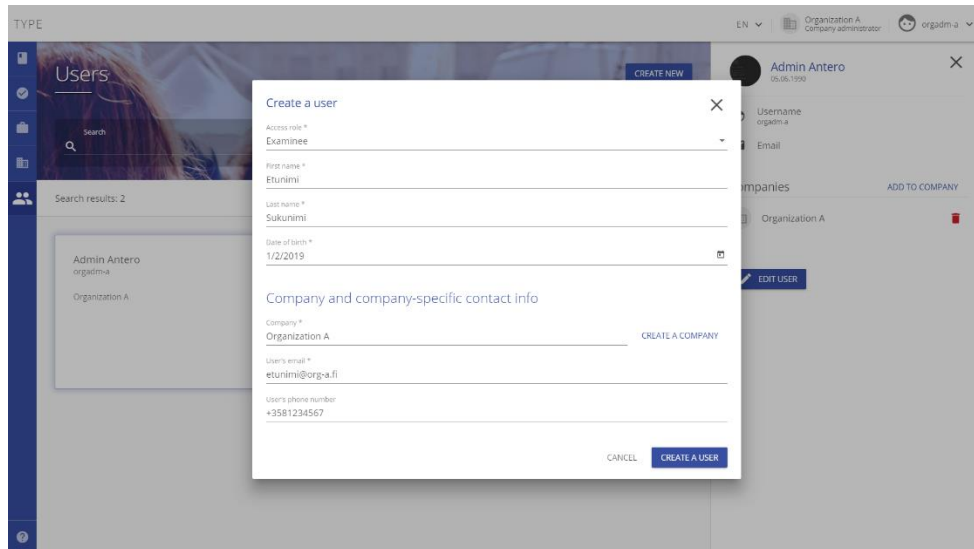 TYPE
EN
Organization A
Company administrator
orgadm-a
Users
CREATE NEW
Search
Search results: 2
Admin Antero
orgadm-a
Organization A
Create a user
Access role *
Examinee
First name *
Etunimi
Last name *
Sukunimi
Date of birth *
1/2/2019
Company and company-specific contact info
Company *
Organization A
CREATE A COMPANY
User's email *
etunimi@org-a.fi
User's phone number
+3581234567
CANCEL
CREATE A USER
Admin Antero
06.06.1990
Username
orgadm-a
Email
ompanies
ADD TO COMPANY
Organization A
EDIT USER